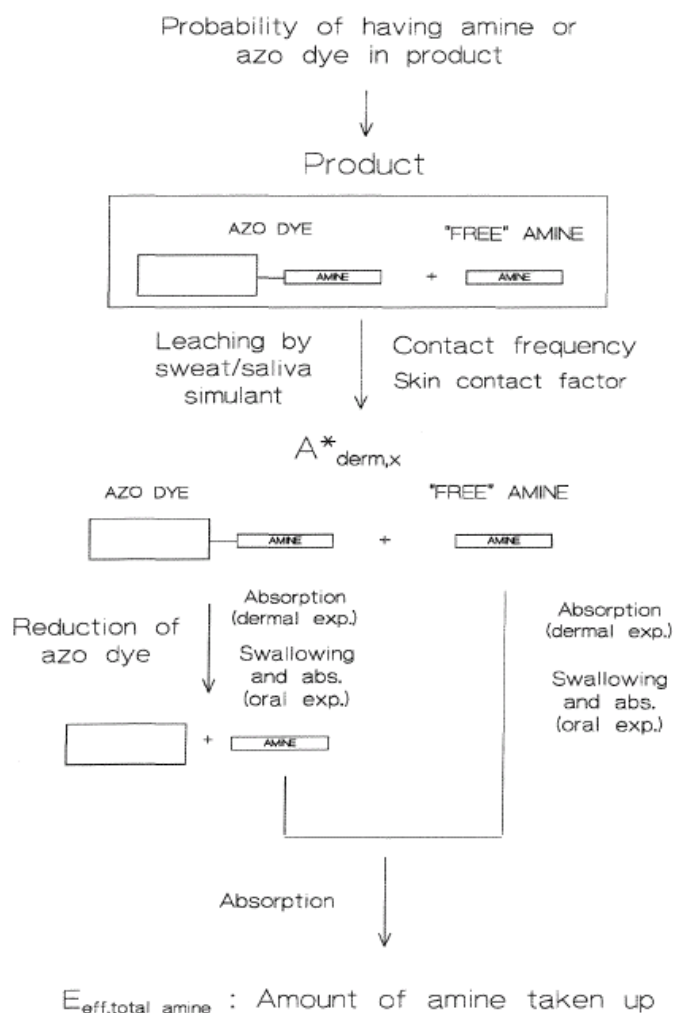 Probability of having amine or
azo dye in product
Product
AZO DYE
"FREE" AMINE
AMINE
+
AMINE
Leaching by
sweat/saliva
simulant
Contact frequency
Skin contact factor
A*derm,x
AZO DYE
"FREE" AMINE
AMINE
+
AMINE
Reduction of
azo dye
Absorption
(dermal exp.)
Swallowing
and abs.
(oral exp.)
Absorption
(dermal exp.)
Swallowing
and abs.
(oral exp.)
+
AMINE
Absorption
Eeff,total amine : Amount of amine taken up